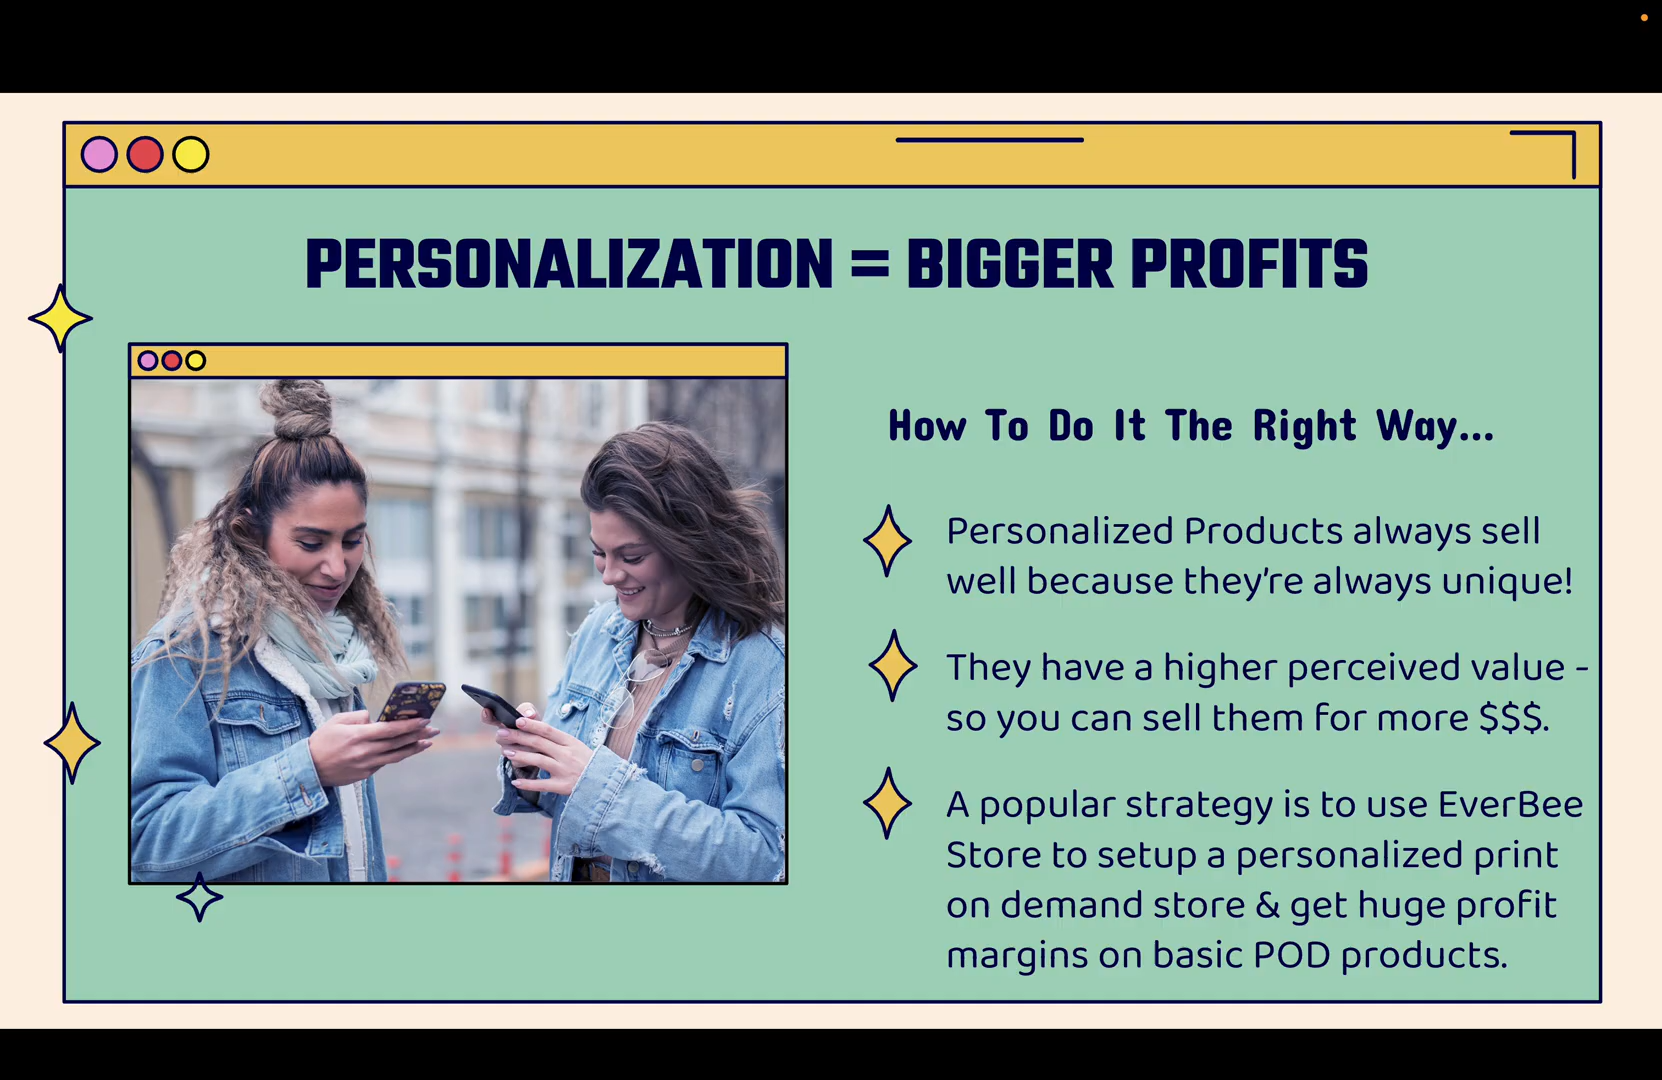 PERSONALIZATION = BIGGER PROFITS
How To Do It The Right Way...
Personalized Products always sell
well because they're always unique!
They have a higher perceived value -
so you can sell them for more $$$.
A popular strategy is to use EverBee
Store to setup a personalized print
on demand store & get huge profit
margins on basic POD products.